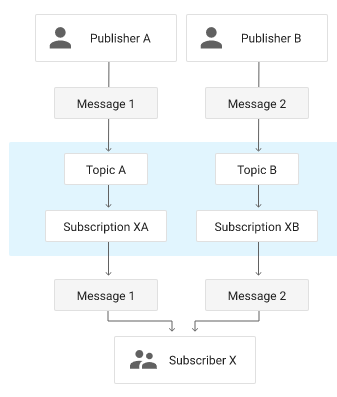 Publisher A
Publisher B
Message 1
Message 2
Topic A
Topic B
Subscription XA
Subscription XB
Message 1
Message 2
Subscriber X